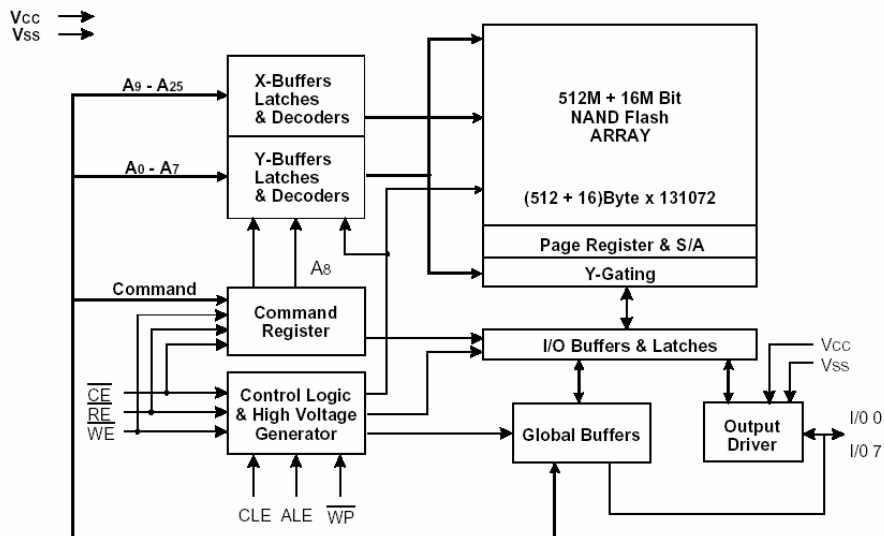 VCC
VSS
A9 - A25
X-Buffers
Latches
& Decoders
512M + 16M Bit
NAND Flash
ARRAY
A0 - A7
Y-Buffers
Latches
& Decoders
(512 + 16)Byte x 131072
Page Register & S/A
Y-Gating
A8
Command
Command
Register
I/O Buffers & Latches
VCC
VSS
CE
RE
WE
Control Logic
& High Voltage
Generator
Global Buffers
Output
Driver
I/0 0
I/0 7
CLE
ALE
WP